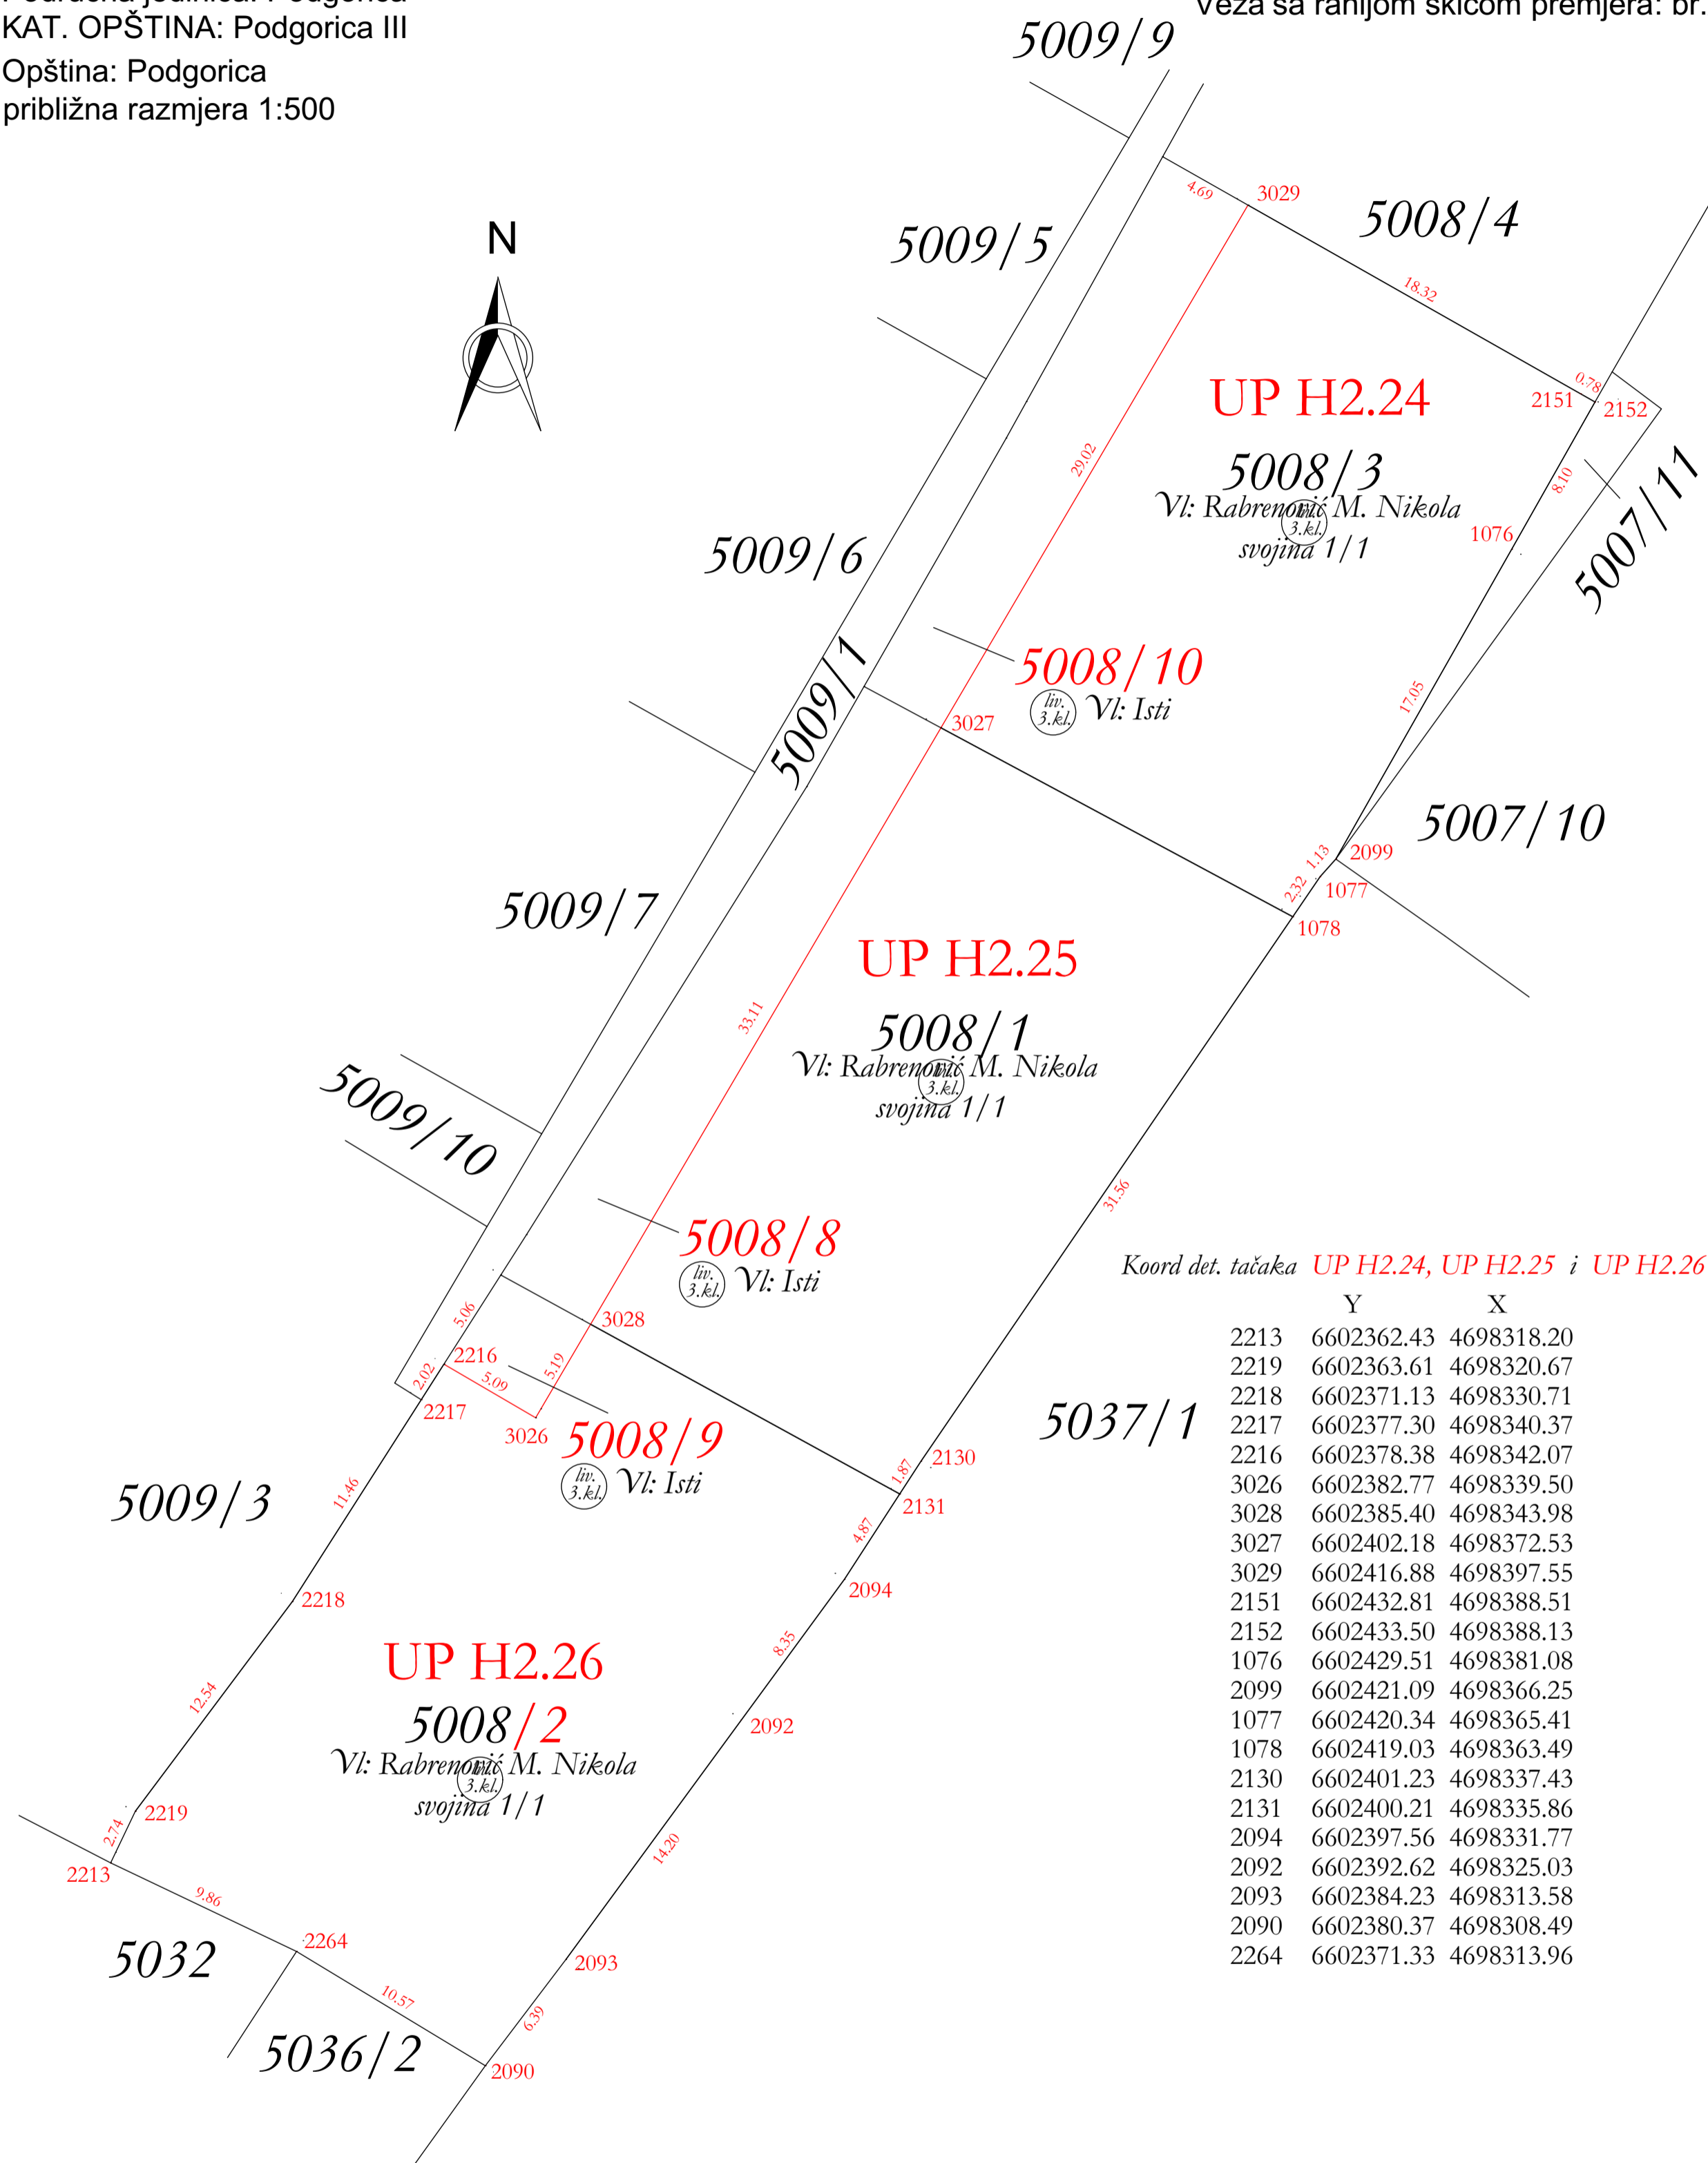 KAT. OPŠTINA: Podgorica III
Opština: Podgorica
približna razmjera 1:500
Veza sa ranijom skicom premjera: br.
N
5009/9
4.69
3029
5008/4
5009/5
18.32
UP H2.24
0.78
2151
2152
5008/3
Vl: Rabrenović M. Nikola
3.kl.
svojina 1/1
29.02
8.10
1076
5007/11
5009/6
5009/1
5008/10
liv.
3.kl.
Vl: Isti
17.05
3027
5007/10
1.13
2099
2.32
1077
1078
5009/7
UP H2.25
5008/1
Vl: Rabrenović M. Nikola
3.kl.
svojina 1/1
33.11
5009/10
31.56
5008/8
liv.
3.kl.
Vl: Isti
5.06
3028
2216
5.19
2.02
5.09
2217
3026
5008/9
liv.
3.kl.
Vl: Isti
5037/1
1.87
2130
2131
4.87
2094
5009/3
11.46
2218
UP H2.26
5008/2
Vl: Rabrenović M. Nikola
3.kl.
svojina 1/1
8.35
2092
12.54
2219
2.74
2213
14.20
9.86
2264
5032
2093
10.57
6.39
5036/2
2090
Koord det. tačaka UP H2.24, UP H2.25 i UP H2.26
Y X
2213 6602362.43 4698318.20
2219 6602363.61 4698320.67
2218 6602371.13 4698330.71
2217 6602377.30 4698340.37
2216 6602378.38 4698342.07
3026 6602382.77 4698339.50
3028 6602385.40 4698343.98
3027 6602402.18 4698372.53
3029 6602416.88 4698397.55
2151 6602432.81 4698388.51
2152 6602433.50 4698388.13
1076 6602429.51 4698381.08
2099 6602421.09 4698366.25
1077 6602420.34 4698365.41
1078 6602419.03 4698363.49
2130 6602401.23 4698337.43
2131 6602400.21 4698335.86
2094 6602397.56 4698331.77
2092 6602392.62 4698325.03
2093 6602384.23 4698313.58
2090 6602380.37 4698308.49
2264 6602371.33 4698313.96